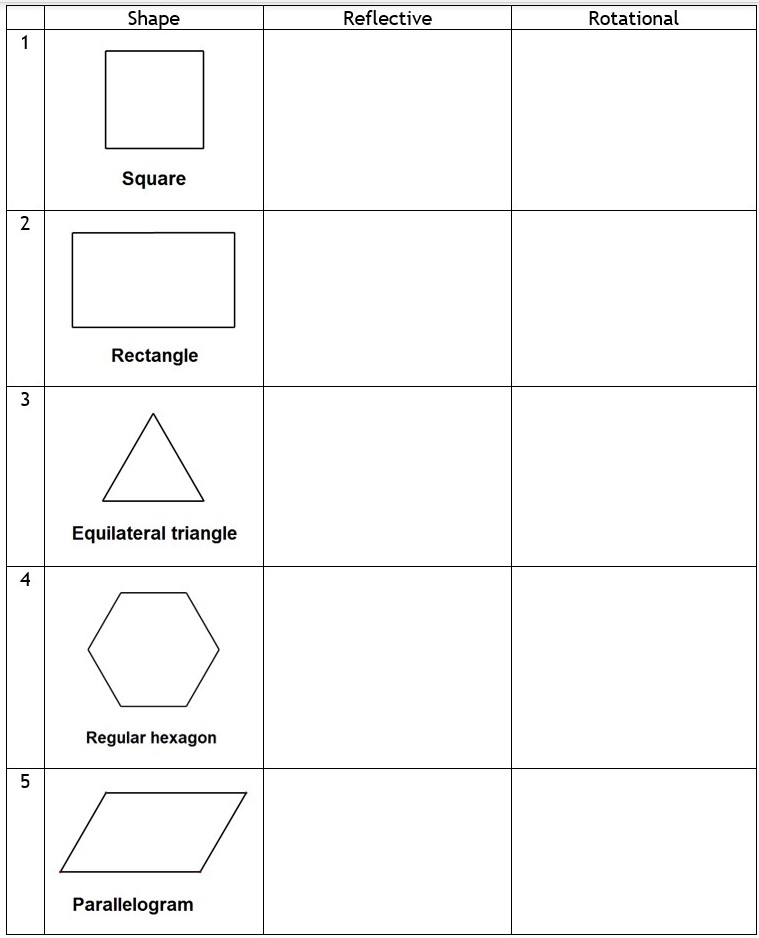 Shape Reflective Rotational
1
Square
2
Rectangle
3
Equilateral triangle
4
Regular hexagon
5
Parallelogram